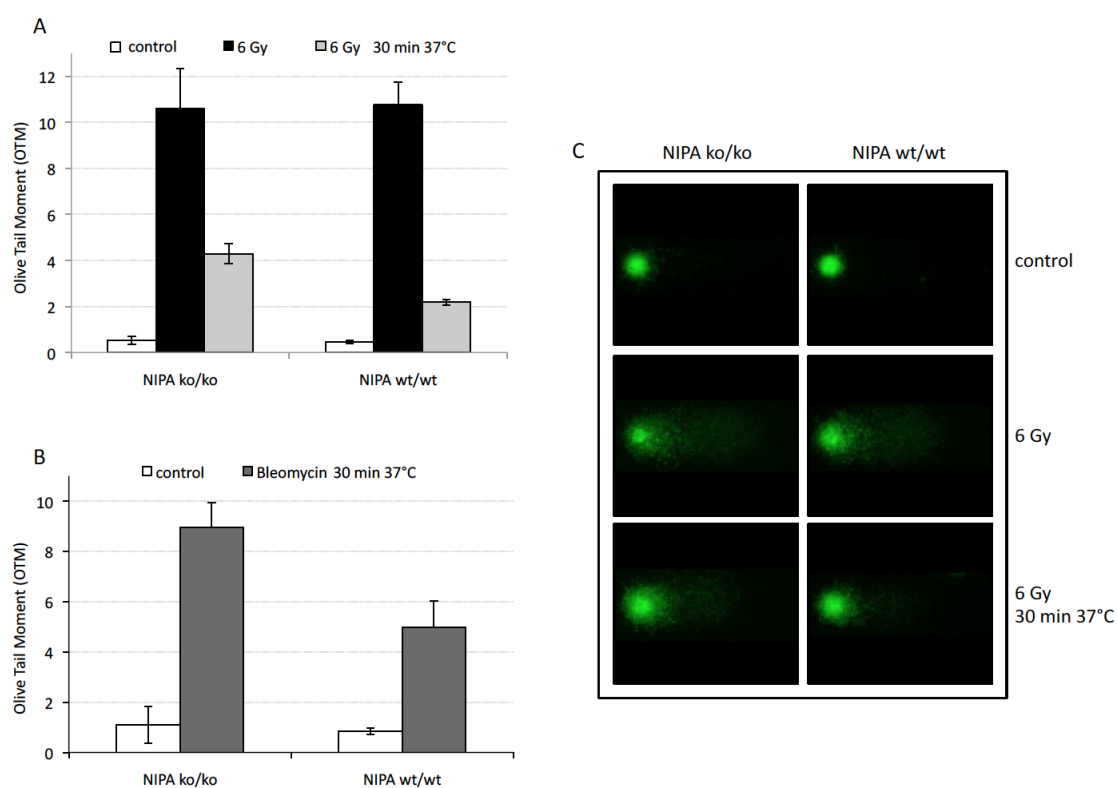 A
control 6 Gy 6 Gy 30 min 37°C
Olive Tail Moment (OTM)
12
10
8
6
4
2
0
NIPA ko/ko NIPA wt/wt
B
control Bleomycin 30 min 37°C
Olive Tail Moment (OTM)
10
8
6
4
2
0
NIPA ko/ko NIPA wt/wt
C
NIPA ko/ko NIPA wt/wt
control
6 Gy
6 Gy
30 min 37°C